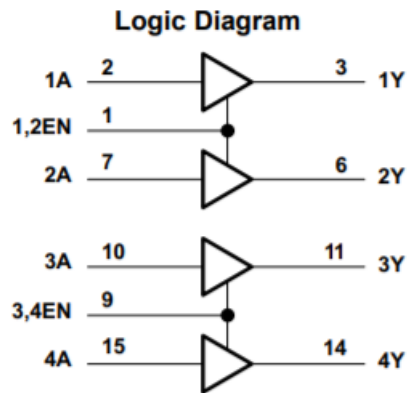 Logic Diagram
1A 2 3 1Y
1,2EN 1
2A 7 6 2Y
3A 10 11 3Y
3,4EN 9
4A 15 14 4Y